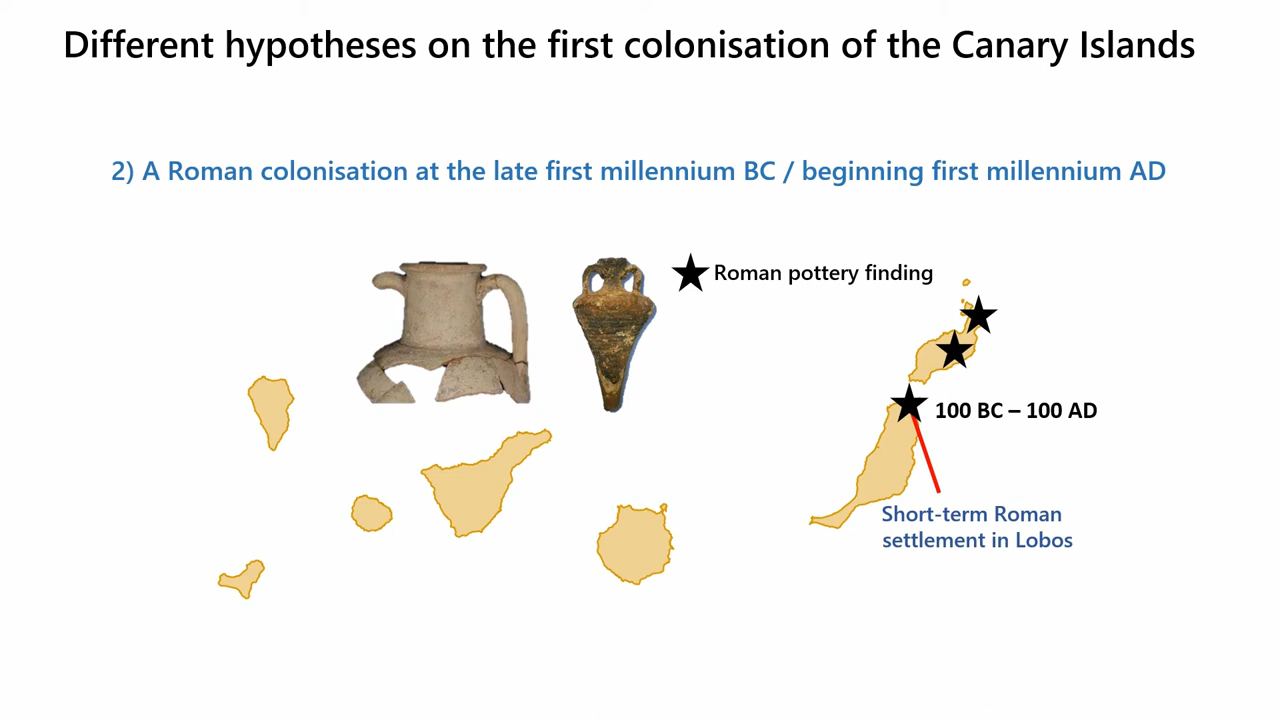 Different hypotheses on the first colonisation of the Canary Islands
2) A Roman colonisation at the late first millennium BC / beginning first millennium AD
Roman pottery finding
100 BC – 100 AD
Short-term Roman
settlement in Lobos